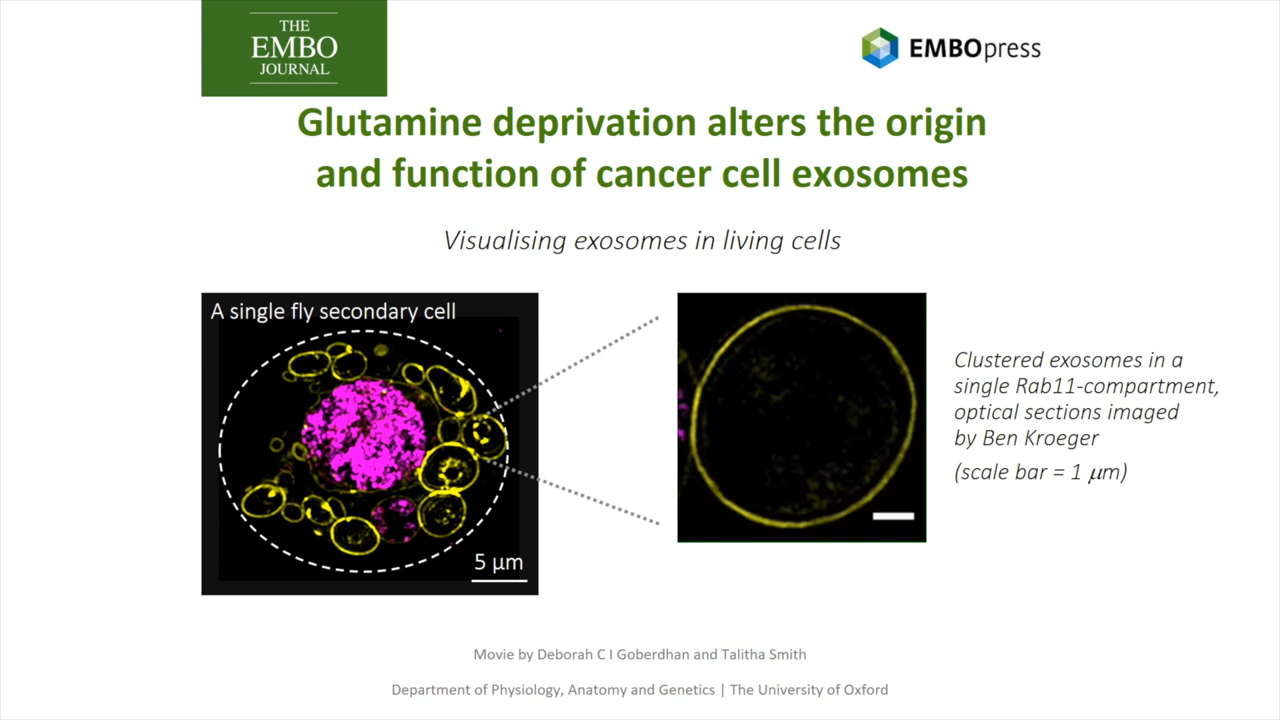 THE
EMBO
JOURNAL
EMBOpress
Glutamine deprivation alters the origin
and function of cancer cell exosomes
Visualising exosomes in living cells
A single fly secondary cell
5 μm
Clustered exosomes in a
single Rab11-compartment,
optical sections imaged
by Ben Kroeger
(scale bar = 1 μm)
Movie by Deborah C I Goberdhan and Talitha Smith
Department of Physiology, Anatomy and Genetics | The University of Oxford